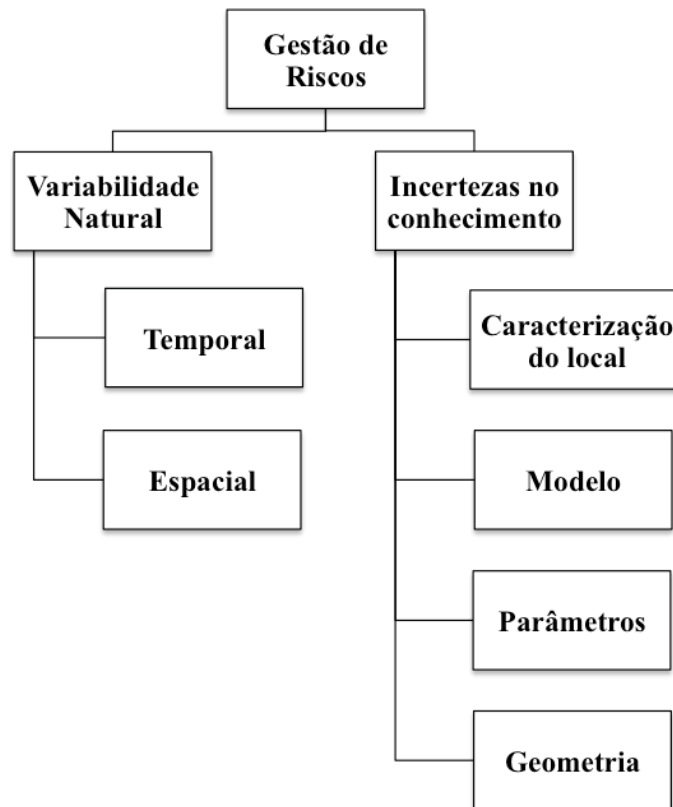 Gestão de
Riscos
Variabilidade
Natural
Incertezas no
conhecimento
Temporal
Espacial
Caracterização
do local
Modelo
Parâmetros
Geometria